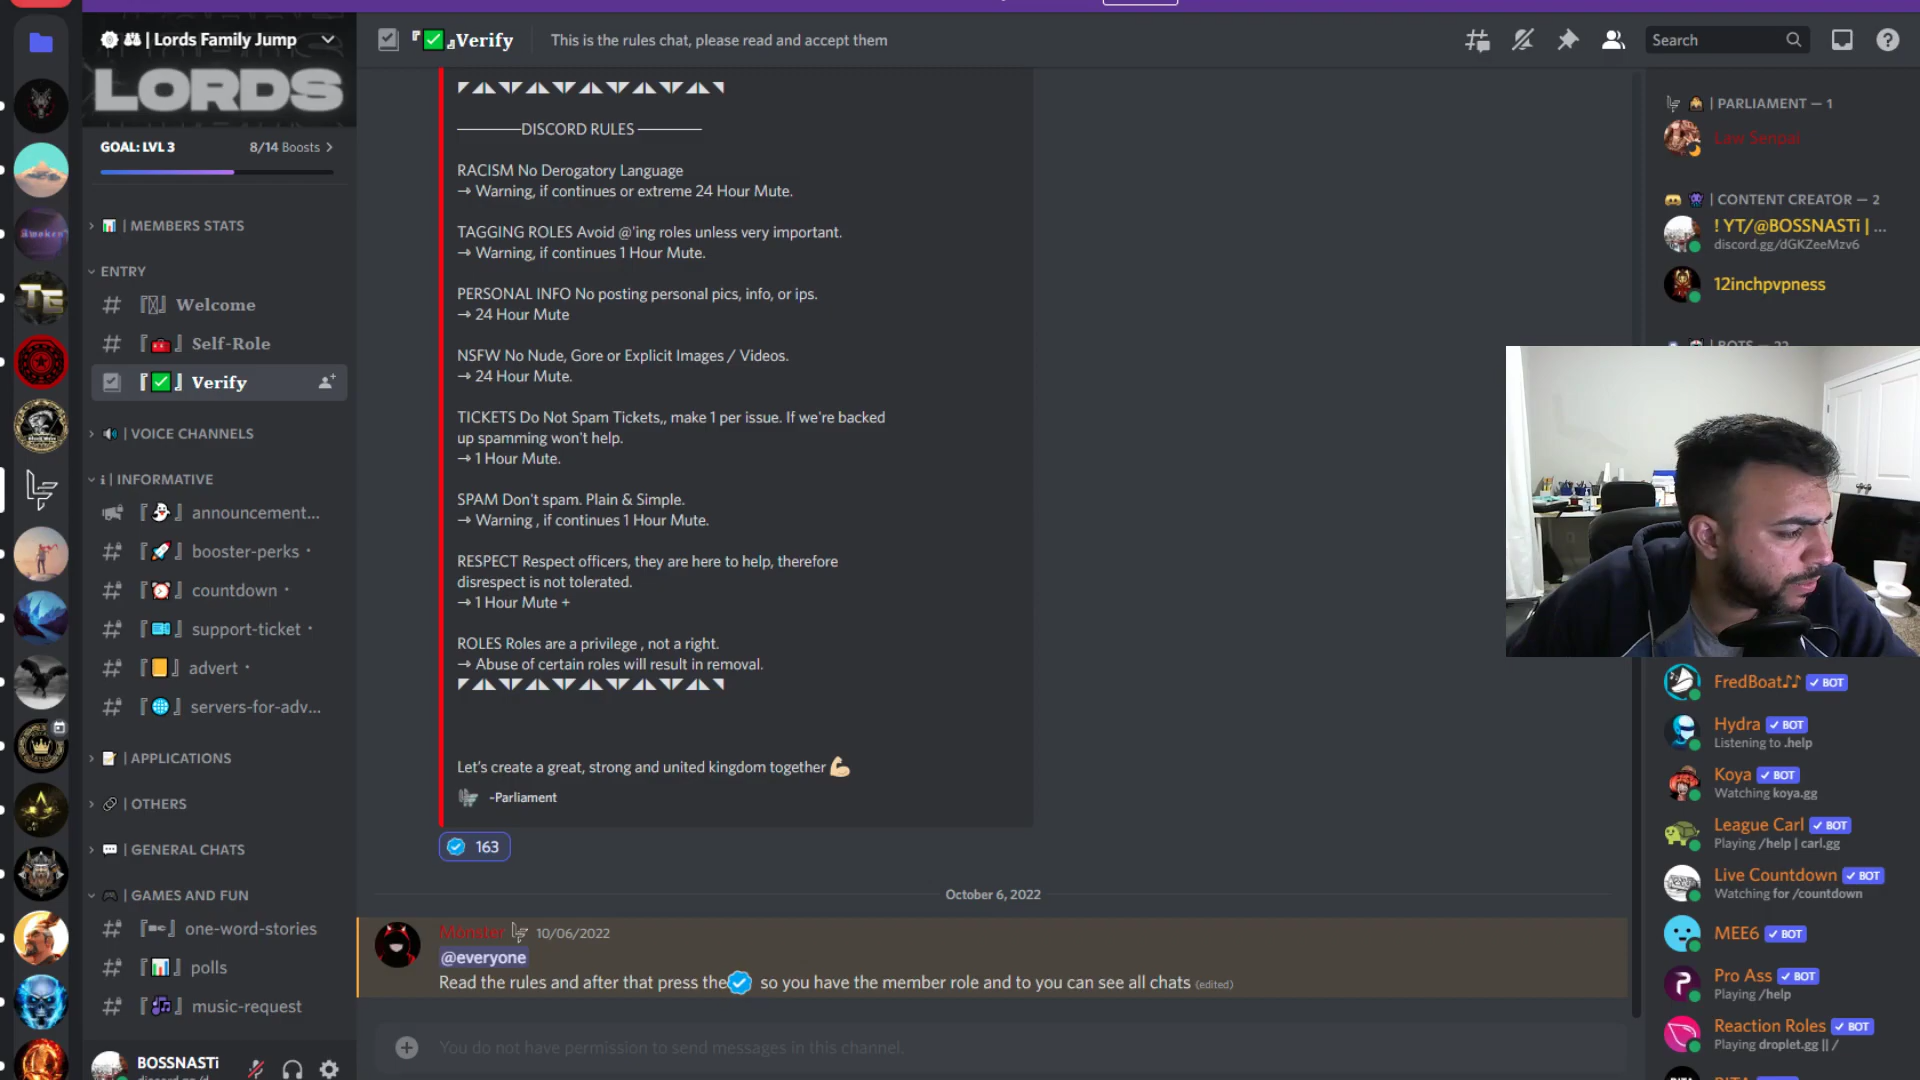 | Lords Family Jump
LORDS
GOAL: LVL 3
8/14 Boosts
| MEMBERS STATS
ENTRY
Welcome
Self-Role
Verify
| VOICE CHANNELS
| INFORMATIVE
announcement...
booster-perks
countdown
support-ticket
advert
servers-for-adv...
| APPLICATIONS
| OTHERS
| GENERAL CHATS
| GAMES AND FUN
one-word-stories
polls
music-request
BOSSNASTi
Awoken
TE
『✅』Verify
This is the rules chat, please read and accept them
Search
————DISCORD RULES ————
RACISM No Derogatory Language
→ Warning, if continues or extreme 24 Hour Mute.
TAGGING ROLES Avoid @'ing roles unless very important.
→ Warning, if continues 1 Hour Mute.
PERSONAL INFO No posting personal pics, info, or ips.
→ 24 Hour Mute
NSFW No Nude, Gore or Explicit Images / Videos.
→ 24 Hour Mute.
TICKETS Do Not Spam Tickets,, make 1 per issue. If we're backed
up spamming won't help.
→ 1 Hour Mute.
SPAM Don't spam. Plain & Simple.
→ Warning , if continues 1 Hour Mute.
RESPECT Respect officers, they are here to help, therefore
disrespect is not tolerated.
→ 1 Hour Mute +
ROLES Roles are a privilege , not a right.
→ Abuse of certain roles will result in removal.
Let's create a great, strong and united kingdom together 💪
-Parliament
163
October 6, 2022
Monster 10/06/2022
@everyone
Read the rules and after that press the so you have the member role and to you can see all chats (edited)
You do not have permission to send messages in this channel.
| PARLIAMENT — 1
Law Senpai
| CONTENT CREATOR — 2
! YT/@BOSSNASTi | ...
discord.gg/dGKZeeMzv6
12inchpvpness
FredBoat♪♪ ✓ BOT
Hydra ✓ BOT
Listening to .help
Koya ✓ BOT
Watching koya.gg
League Carl ✓ BOT
Playing /help | carl.gg
Live Countdown ✓ BOT
Watching for /countdown
MEE6 ✓ BOT
Pro Ass ✓ BOT
Playing /help
Reaction Roles ✓ BOT
Playing droplet.gg || /